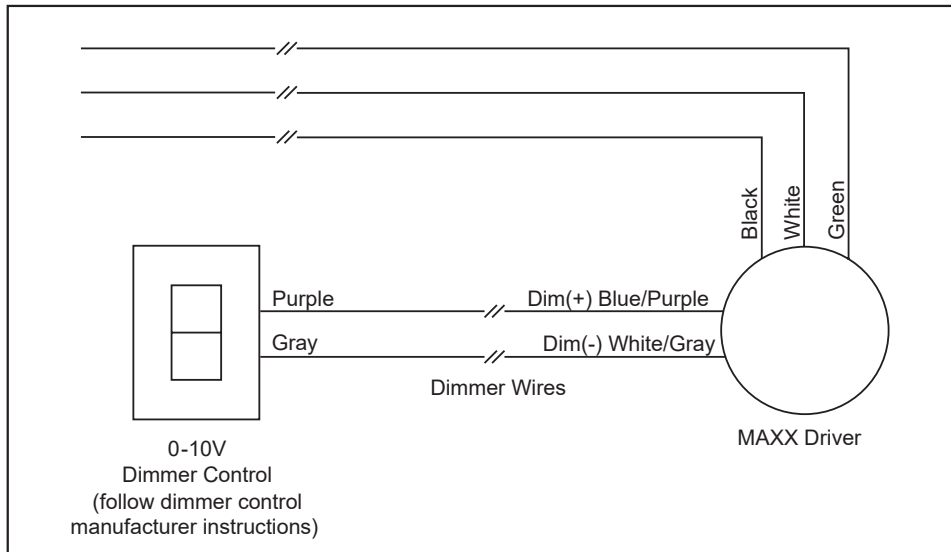 Black
White
Green
Purple
Dim(+) Blue/Purple
Gray
Dim(-) White/Gray
Dimmer Wires
MAXX Driver
0-10V
Dimmer Control
(follow dimmer control
manufacturer instructions)